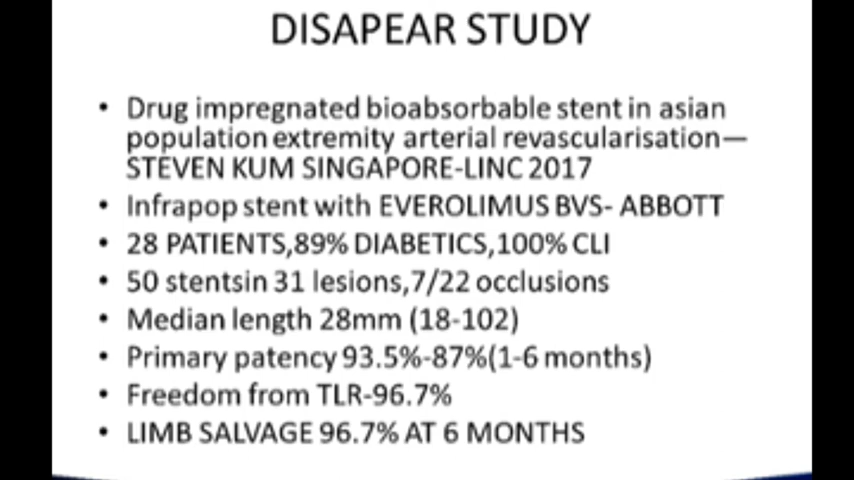 DISAPEAR STUDY
• Drug impregnated bioabsorbable stent in asian
population extremity arterial revascularisation—
STEVEN KUM SINGAPORE-LINC 2017
• Infrapop stent with EVEROLIMUS BVS- ABBOTT
• 28 PATIENTS,89% DIABETICS,100% CLI
• 50 stentsin 31 lesions,7/22 occlusions
• Median length 28mm (18-102)
• Primary patency 93.5%-87%(1-6 months)
• Freedom from TLR-96.7%
• LIMB SALVAGE 96.7% AT 6 MONTHS